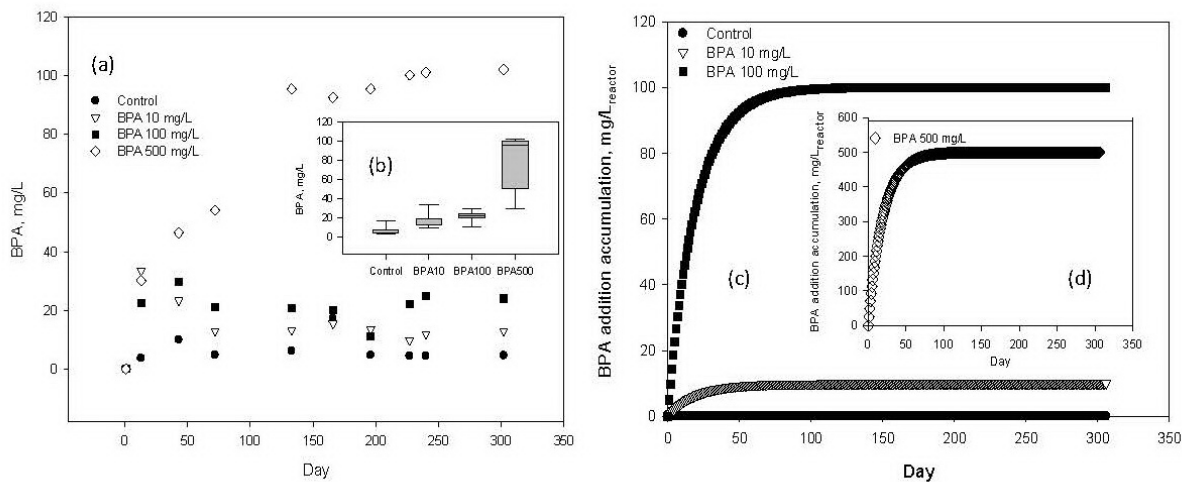 (a)
Control
BPA 10 mg/L
BPA 100 mg/L
BPA 500 mg/L
BPA, mg/L
120
100
80
60
40
20
0
0 50 100 150 200 250 300 350
Day
(b)
BPA, mg/L
120
100
80
60
40
20
0
Control BPA10 BPA100 BPA500
Control
BPA 10 mg/L
BPA 100 mg/L
BPA addition accumulation, mg/Lreactor
120
100
80
60
40
20
0
(c)
0 50 100 150 200 250 300 350
Day
BPA 500 mg/L
BPA addition accumulation, mg/Lreactor
600
500
400
300
200
100
0
(d)
0 50 100 150 200 250 300 350
Day